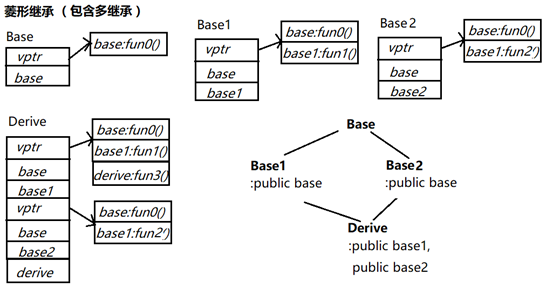 菱形继承（包含多继承）
Base
vptr
base
base:fun0()
Base1
vptr
base
base1
base:fun0()
base1:fun1()
Base2
vptr
base
base2
base:fun0()
base1:fun2')
Derive
vptr
base
base1
vptr
base
base2
derive
base:fun0()
base1:fun1()
derive:fun3()
base:fun0()
base1:fun2')
Base
Base1
:public base
Base2
:public base
Derive
:public base1,
public base2